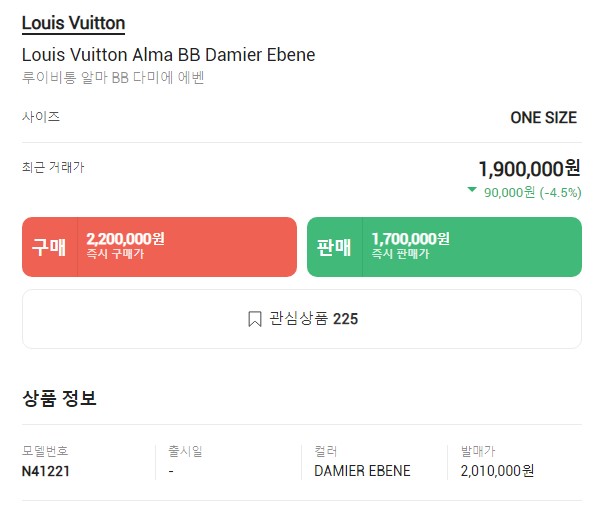 Louis Vuitton
Louis Vuitton Alma BB Damier Ebene
루이비통 알마 BB 다미에 에벤
사이즈
ONE SIZE
최근 거래가
1,900,000원
90,000원 (-4.5%)
구매
2,200,000원
즉시 구매가
판매
1,700,000원
즉시 판매가
관심상품 225
상품 정보
모델번호
N41221
출시일
-
컬러
DAMIER EBENE
발매가
2,010,000원